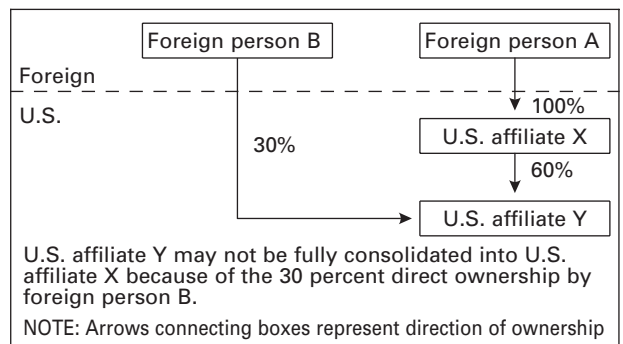 Foreign person B
Foreign person A
Foreign
U.S.
100%
U.S. affiliate X
30%
60%
U.S. affiliate Y
U.S. affiliate Y may not be fully consolidated into U.S.
affiliate X because of the 30 percent direct ownership by
foreign person B.
NOTE: Arrows connecting boxes represent direction of ownership